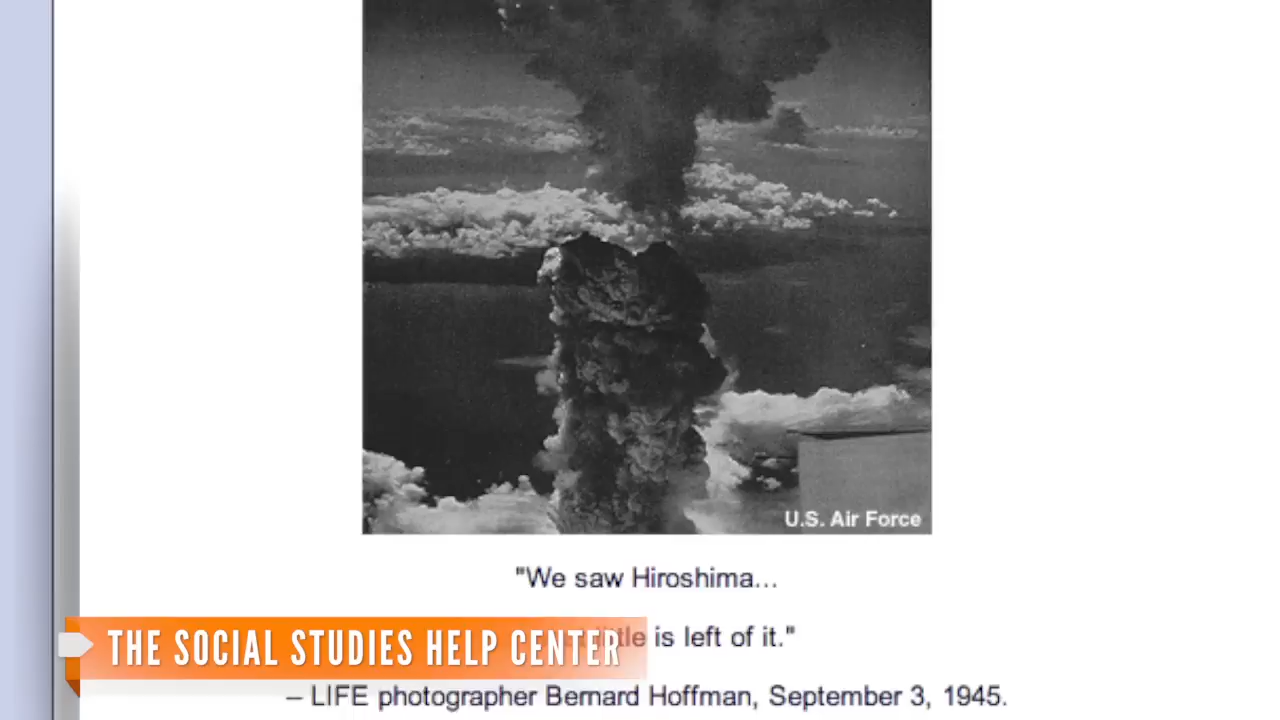 U.S. Air Force
"We saw Hiroshima...
is left of it."
THE SOCIAL STUDIES HELP CENTER
– LIFE photographer Bernard Hoffman, September 3, 1945.